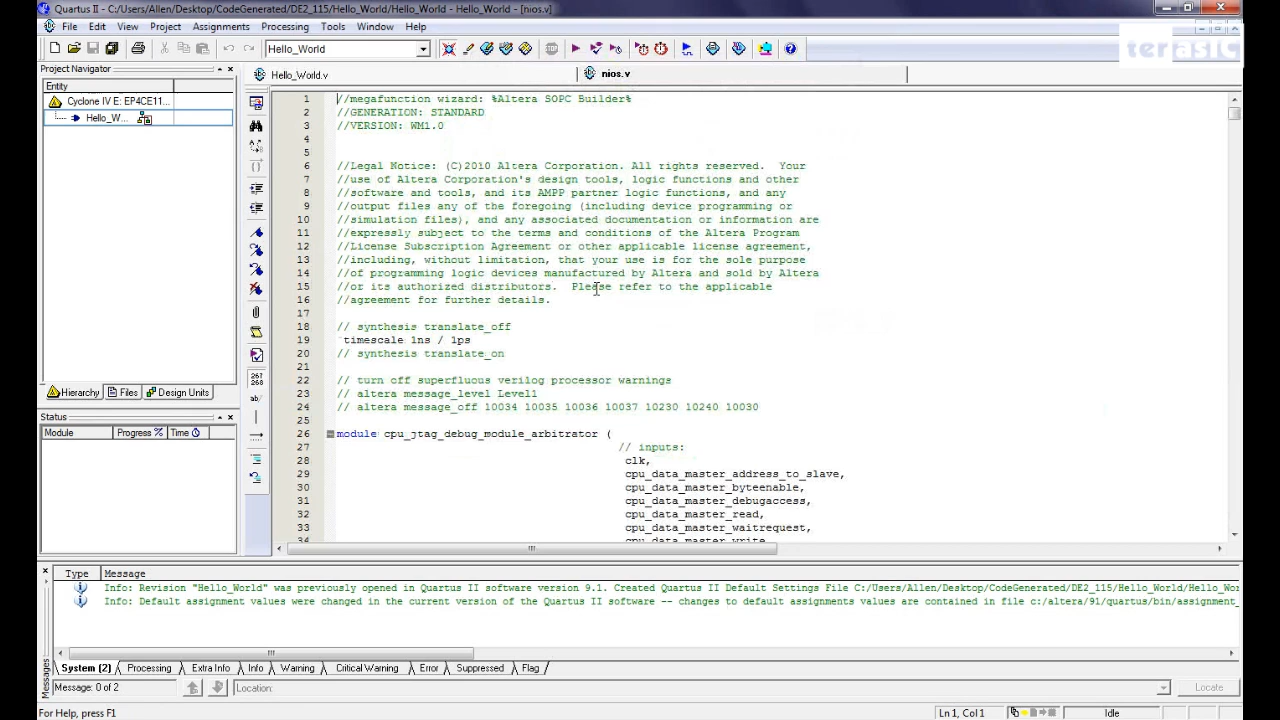 Quartus II - C:/Users/Allen/Desktop/CodeGenerated/DE2_115/Hello_World/Hello_World - Hello_World - [nios.v]
File Edit View Project Assignments Processing Tools Window Help
terasic
Hello_World
Project Navigator
Hello_World.v
nios.v
Entity
Cyclone IV E: EP4CE11...
Hello_W...
1 //megafunction wizard: %Altera SOPC Builder%
2 //GENERATION: STANDARD
3 //VERSION: WM1.0
4
5
6 //Legal Notice: (C)2010 Altera Corporation. All rights reserved. Your
7 //use of Altera Corporation's design tools, logic functions and other
8 //software and tools, and its AMPP partner logic functions, and any
9 //output files any of the foregoing (including device programming or
10 //simulation files), and any associated documentation or information are
11 //expressly subject to the terms and conditions of the Altera Program
12 //License Subscription Agreement or other applicable license agreement,
13 //including, without limitation, that your use is for the sole purpose
14 //of programming logic devices manufactured by Altera and sold by Altera
15 //or its authorized distributors. Please refer to the applicable
16 //agreement for further details.
17
18 // synthesis translate_off
19 `timescale 1ns / 1ps
20 // synthesis translate_on
21
22 // turn off superfluous verilog processor warnings
23 // altera message_level Level1
24 // altera message_off 10034 10035 10036 10037 10230 10240 10030
25
26 module cpu_jtag_debug_module_arbitrator (
27 // inputs:
28 clk,
29 cpu_data_master_address_to_slave,
30 cpu_data_master_byteenable,
31 cpu_data_master_debugaccess,
32 cpu_data_master_read,
33 cpu_data_master_waitrequest,
34 cpu_data_master_write
267
268
ab/
Hierarchy Files Design Units
Status
Module Progress % Time
Type Message
Info: Revision "Hello_World" was previously opened in Quartus II software version 9.1. Created Quartus II Default Settings File C:/Users/Allen/Desktop/CodeGenerated/DE2_115/Hello_World/Hello_Wor
Info: Default assignment values were changed in the current version of the Quartus II software -- changes to default assignments values are contained in file c:/altera/91/quartus/bin/assignment_
Messages
System (2) Processing Extra Info Info Warning Critical Warning Error Suppressed Flag
Message: 0 of 2
Location:
Locate
For Help, press F1
Ln 1, Col 1
Idle